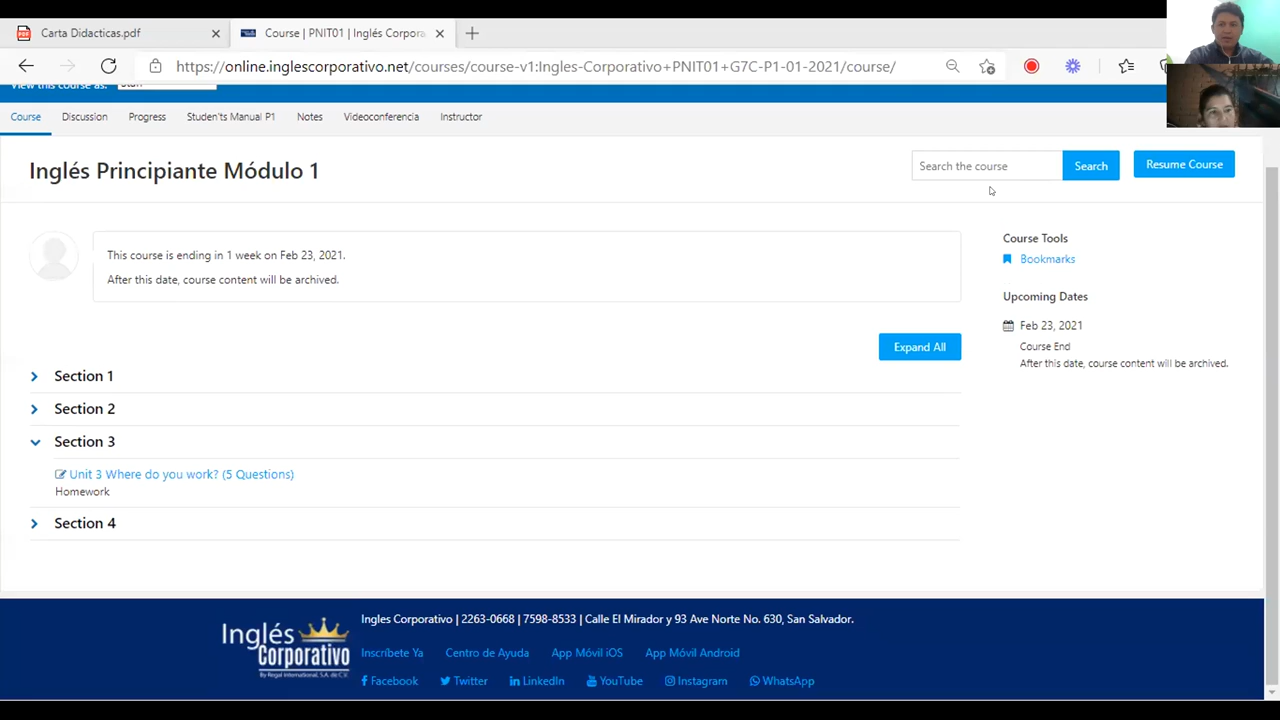 Carta Didacticas.pdf
Course | PNIT01 | Inglés Corpora
https://online.inglescorporativo.net/courses/course-v1:Ingles-Corporativo+PNIT01+G7C-P1-01-2021/course/
View this course as: Staff
Course Discussion Progress Studen'ts Manual P1 Notes Videoconferencia Instructor
Inglés Principiante Módulo 1
Search the course Search Resume Course
This course is ending in 1 week on Feb 23, 2021.
After this date, course content will be archived.
Course Tools
Bookmarks
Upcoming Dates
Feb 23, 2021
Course End
After this date, course content will be archived.
Expand All
Section 1
Section 2
Section 3
Unit 3 Where do you work? (5 Questions)
Homework
Section 4
Inglés
Corporativo
By Regal International, S.A. de C.V.
Ingles Corporativo | 2263-0668 | 7598-8533 | Calle El Mirador y 93 Ave Norte No. 630, San Salvador.
Inscríbete Ya Centro de Ayuda App Móvil iOS App Móvil Android
Facebook Twitter LinkedIn YouTube Instagram WhatsApp